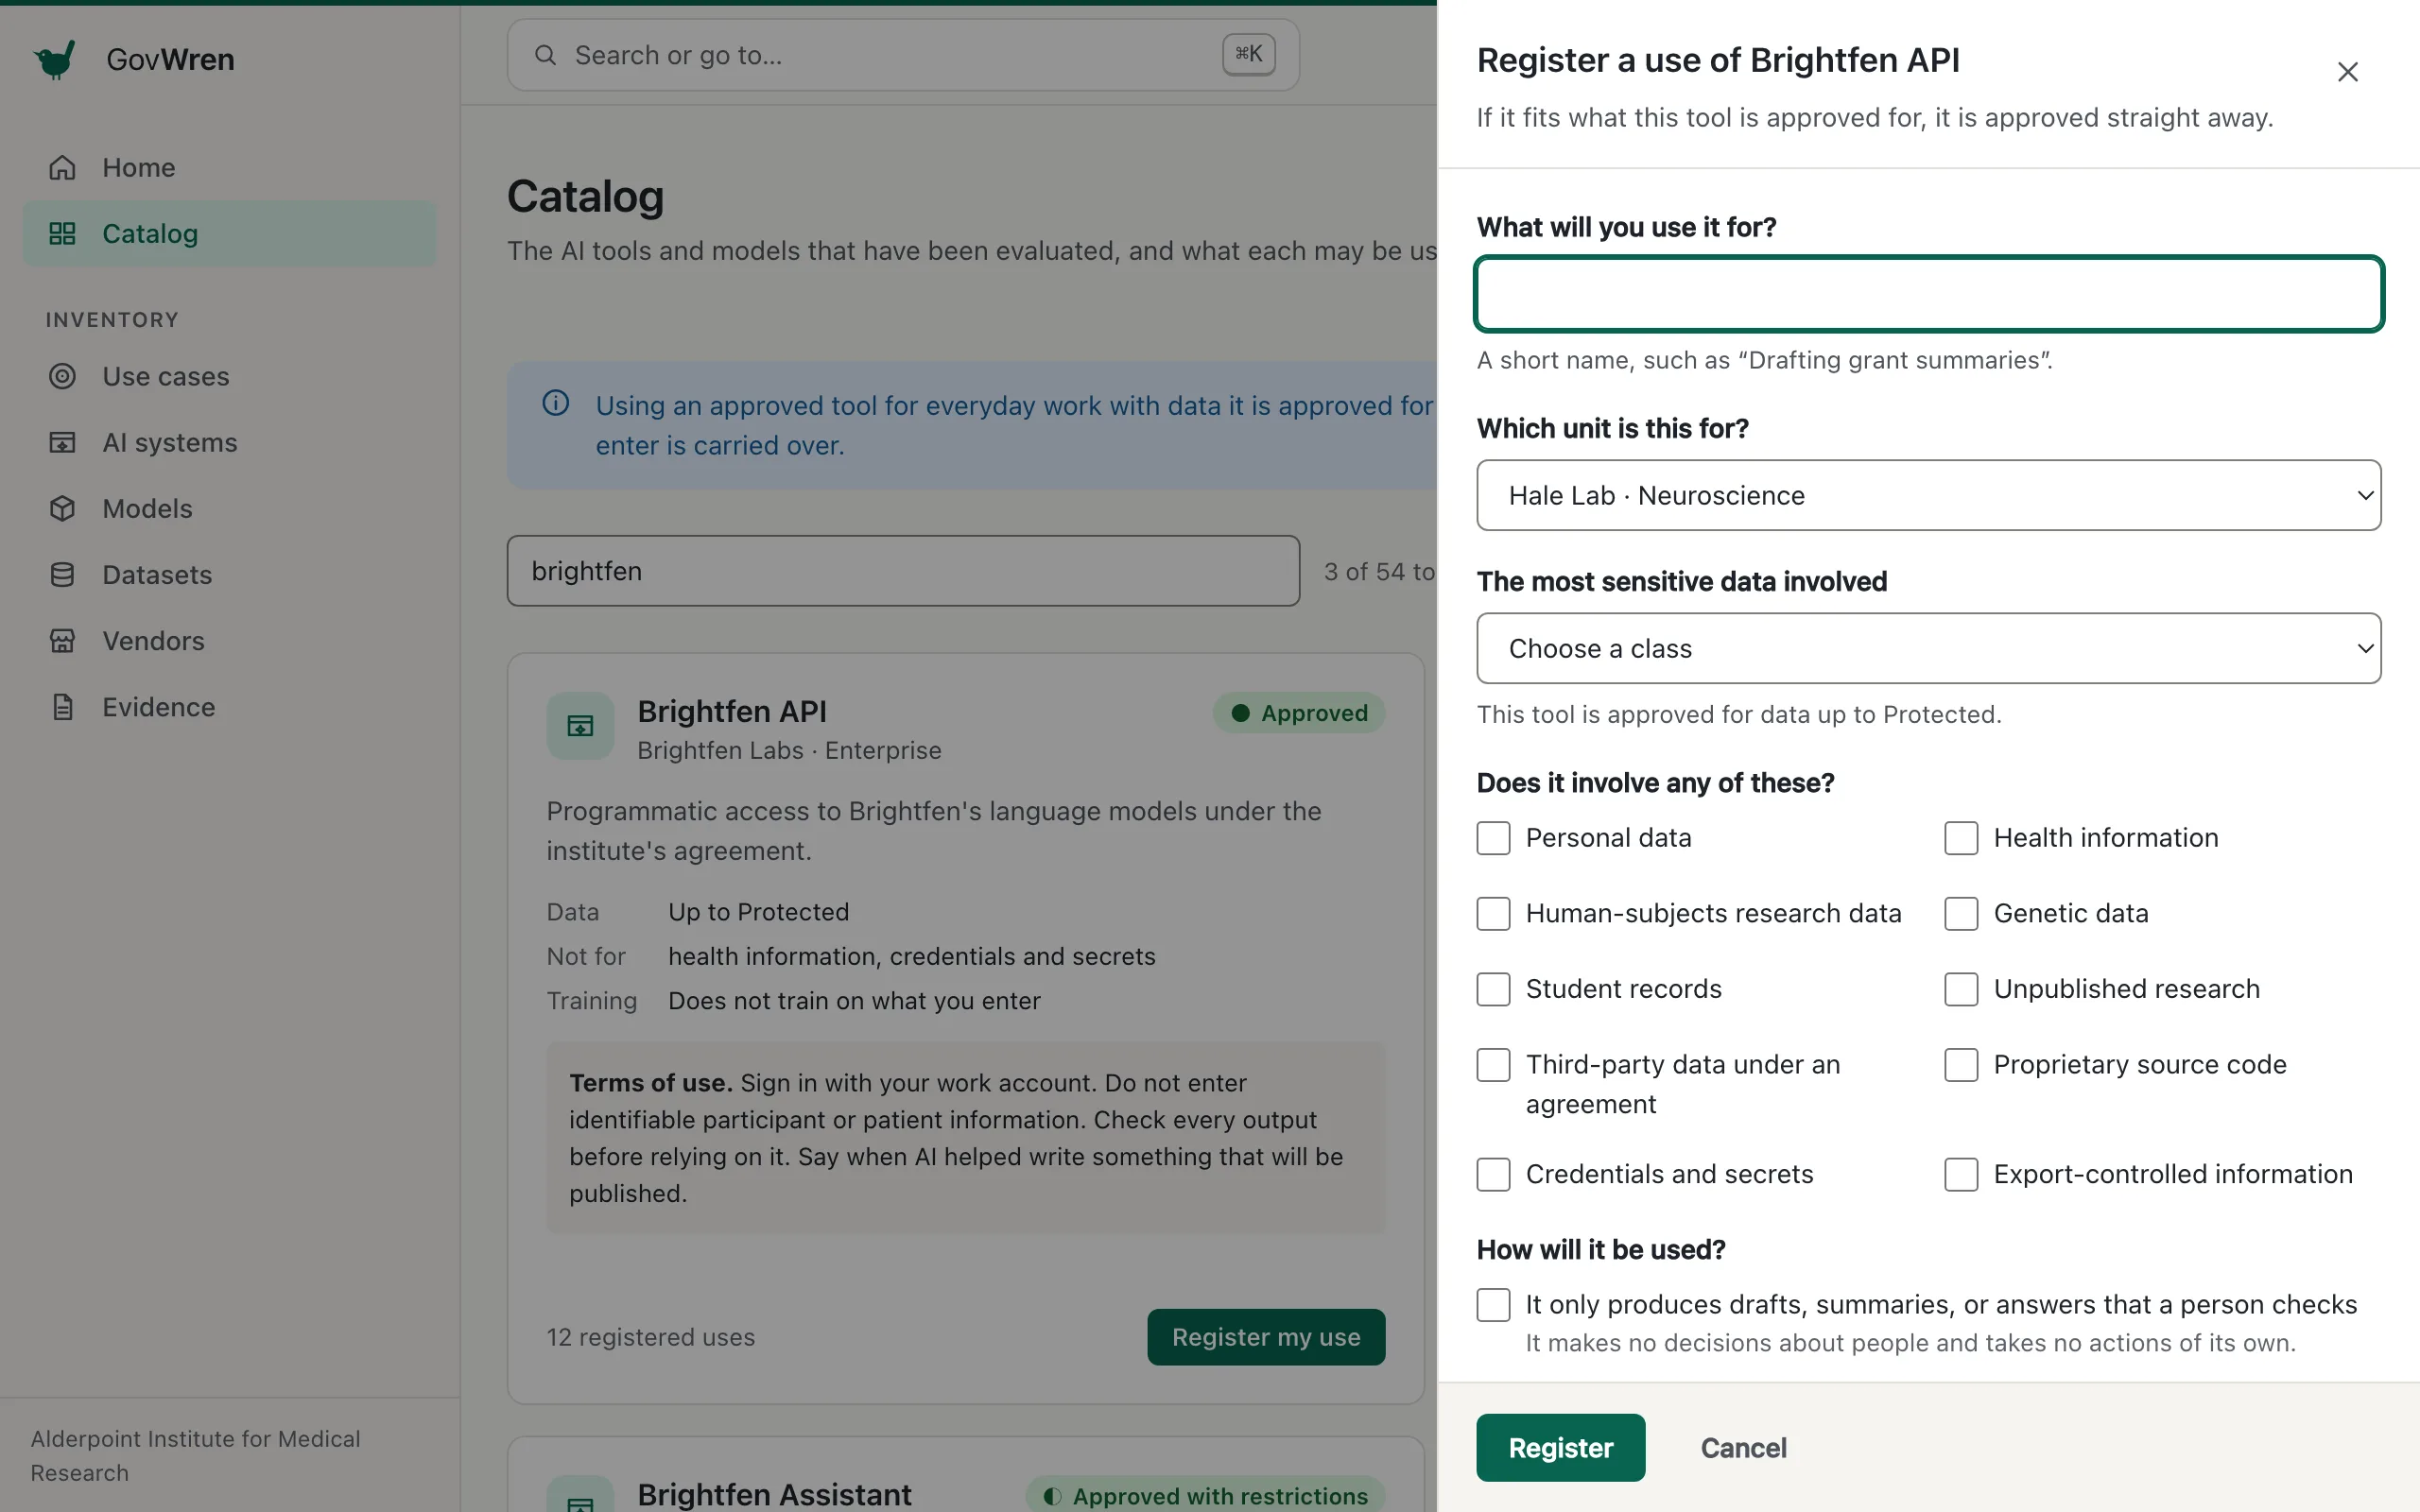 GovWren
Home
Catalog
INVENTORY
Use cases
AI systems
Models
Datasets
Vendors
Evidence
Alderpoint Institute for Medical
Research
Search or go to...
⌘K
Catalog
The AI tools and models that have been evaluated, and what each may be us
Using an approved tool for everyday work with data it is approved for
enter is carried over.
brightfen
3 of 54 to
Brightfen API
Approved
Brightfen Labs · Enterprise
Programmatic access to Brightfen's language models under the
institute's agreement.
Data Up to Protected
Not for health information, credentials and secrets
Training Does not train on what you enter
Terms of use. Sign in with your work account. Do not enter
identifiable participant or patient information. Check every output
before relying on it. Say when AI helped write something that will be
published.
12 registered uses
Register my use
Brightfen Assistant
Approved with restrictions
Register a use of Brightfen API
If it fits what this tool is approved for, it is approved straight away.
What will you use it for?
A short name, such as “Drafting grant summaries”.
Which unit is this for?
Hale Lab · Neuroscience
The most sensitive data involved
Choose a class
This tool is approved for data up to Protected.
Does it involve any of these?
Personal data
Health information
Human-subjects research data
Genetic data
Student records
Unpublished research
Third-party data under an
agreement
Proprietary source code
Credentials and secrets
Export-controlled information
How will it be used?
It only produces drafts, summaries, or answers that a person checks
It makes no decisions about people and takes no actions of its own.
Register
Cancel